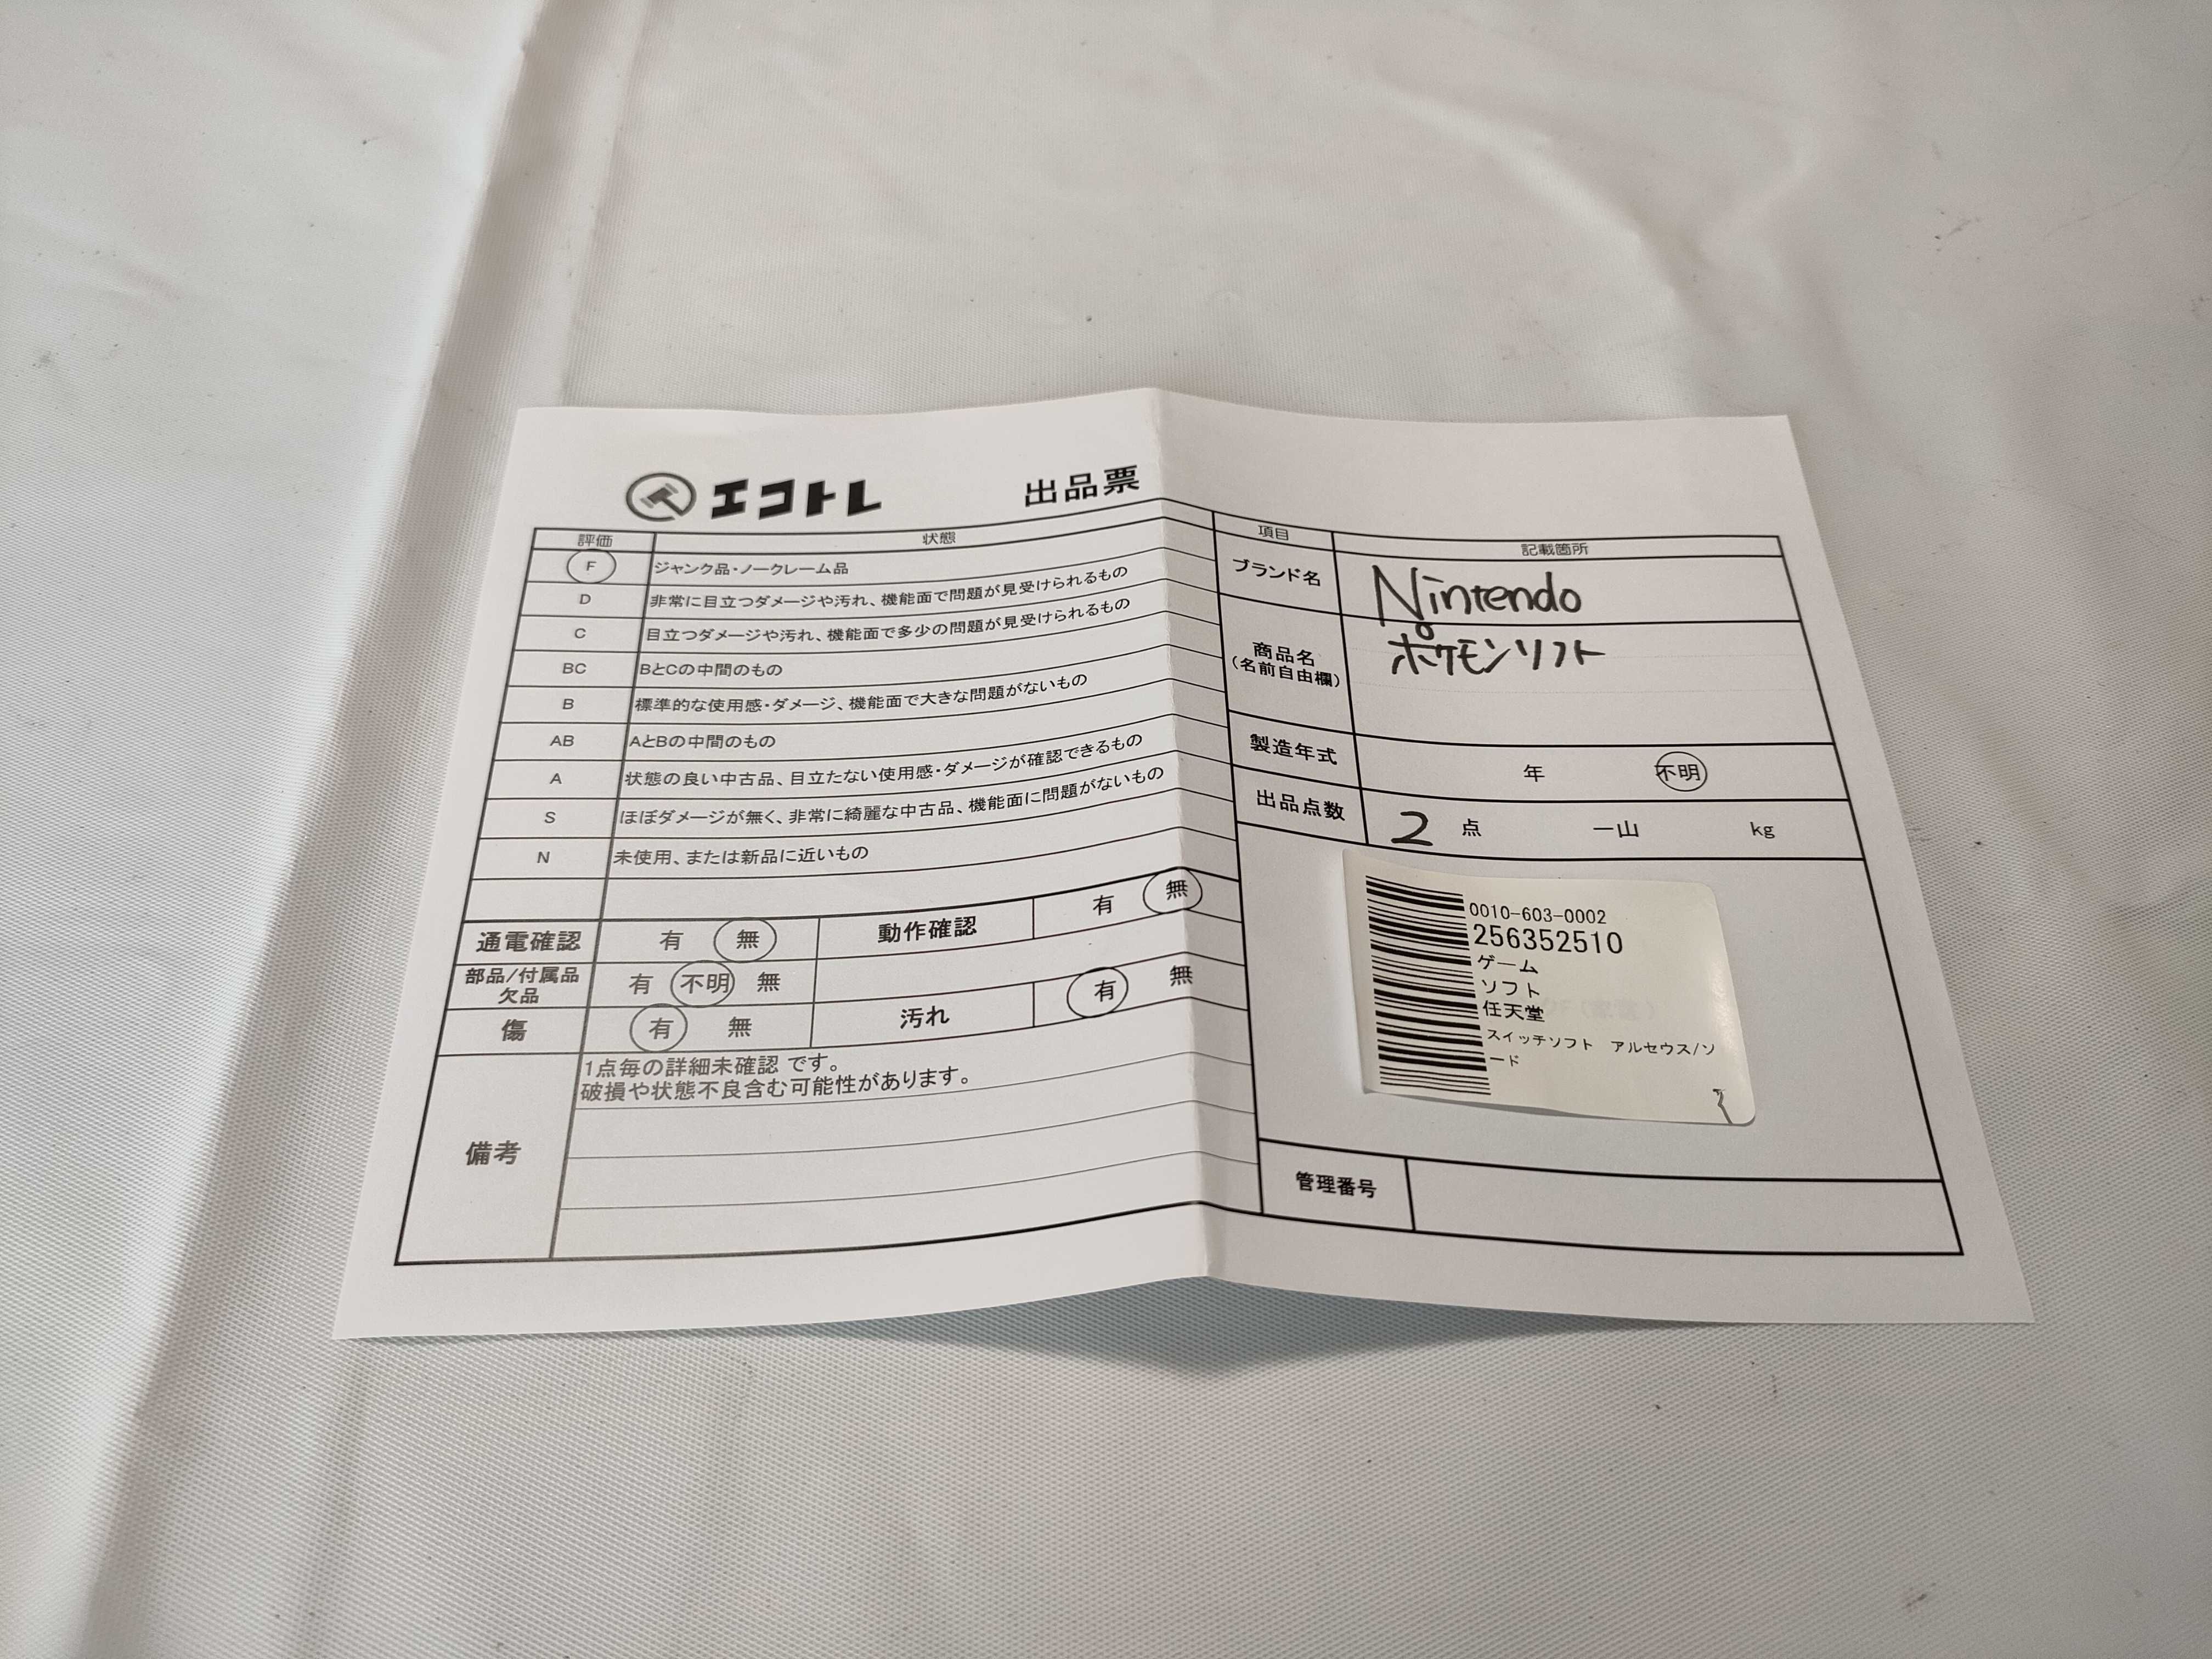 エコトレ 出品票
評価 状態
F ジャンク品・ノークレーム品
D 非常に目立つダメージや汚れ、機能面で問題が見受けられるもの
C 目立つダメージや汚れ、機能面で多少の問題が見受けられるもの
BC BとCの中間のもの
B 標準的な使用感・ダメージ、機能面で大きな問題がないもの
AB AとBの中間のもの
A 状態の良い中古品、目立たない使用感・ダメージが確認できるもの
S ほぼダメージが無く、非常に綺麗な中古品、機能面に問題がないもの
N 未使用、または新品に近いもの
通電確認 有 無 動作確認 有 無
部品/付属品
欠品 有 不明 無
傷 有 無 汚れ 有 無
備考
1点毎の詳細未確認 です。
破損や状態不良含む可能性があります。
項目 記載箇所
ブランド名 Nintendo
商品名
(名前自由欄)
ポケモンソフト
製造年式 年 不明
出品点数 2 点 一山 kg
0010-603-0002
256352510
ゲーム
ソフト
任天堂
スイッチソフト アルセウス/ソ
ード
管理番号